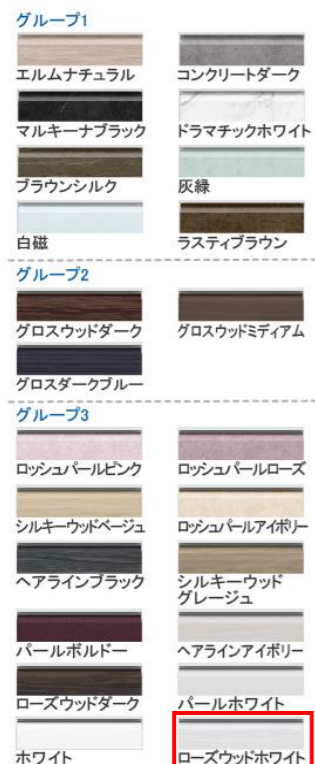 グループ1
エルムナチュラル コンクリートダーク
マルキーナブラック ドラマチックホワイト
ブラウンシルク 灰緑
白磁 ラスティブラウン
グループ2
グロスウッドダーク グロスウッドミディアム
グロスダークブルー
グループ3
ロッシュパールピンク ロッシュパールローズ
シルキーウッドベージュ ロッシュパールアイボリー
ヘアラインブラック シルキーウッド
グレージュ
パールボルドー ヘアラインアイボリー
ローズウッドダーク パールホワイト
ホワイト ローズウッドホワイト